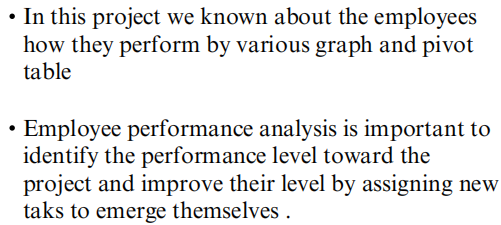 • In this project we known about the employees
how they perform by various graph and pivot
table
• Employee performance analysis is important to
identify the performance level toward the
project and improve their level by assigning new
taks to emerge themselves .